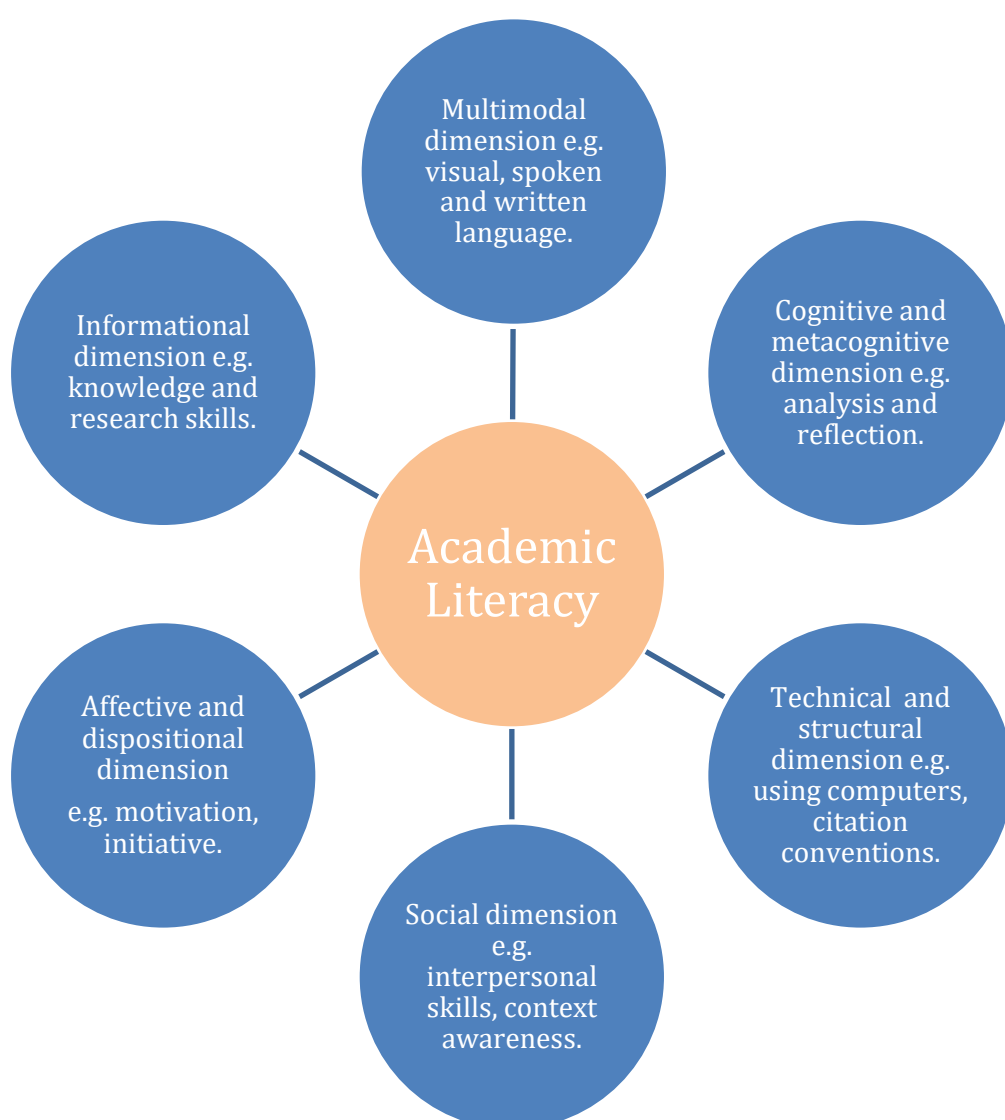 Multimodal
dimension e.g.
visual, spoken
and written
language.
Cognitive and
metacognitive
dimension e.g.
analysis and
reflection.
Technical  and
structural
dimension e.g.
using computers,
citation
conventions.
Social dimension
e.g.
interpersonal
skills, context
awareness.
Affective and
dispositional
dimension
e.g. motivation,
initiative.
Informational
dimension e.g.
knowledge and
research skills.
Academic
Literacy